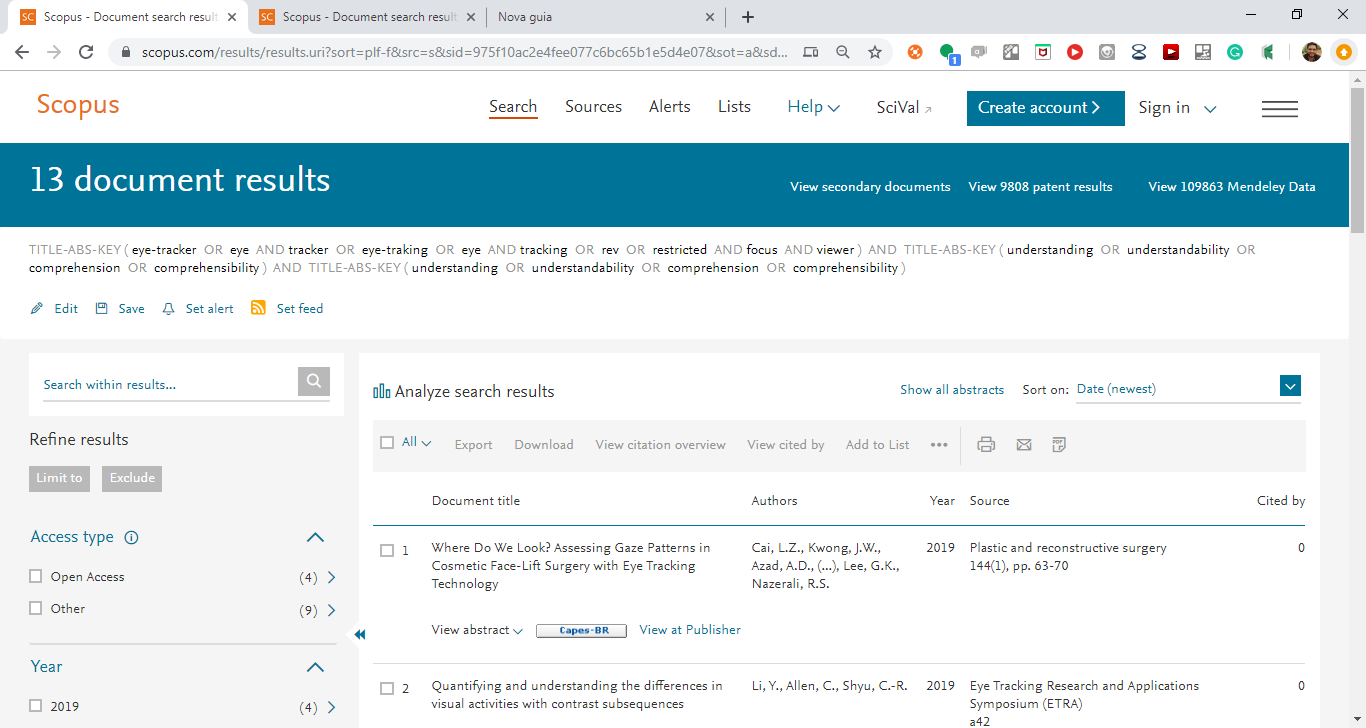 SC Scopus - Document search result
SC Scopus - Document search result
Nova guia
scopus.com/results/results.uri?sort=plf-f&src=s&sid=975f10ac2e4fee077c6bc65b1e5d4e07&sot=a&sd...
1
Scopus
Search Sources Alerts Lists Help SciVal Create account Sign in
13 document results
View secondary documents View 9808 patent results View 109863 Mendeley Data
TITLE-ABS-KEY ( eye-tracker OR eye AND tracker OR eye-traking OR eye AND tracking OR rev OR restricted AND focus AND viewer ) AND TITLE-ABS-KEY ( understanding OR understandability OR
comprehension OR comprehensibility ) AND TITLE-ABS-KEY ( understanding OR understandability OR comprehension OR comprehensibility )
Edit Save Set alert Set feed
Search within results...
Analyze search results
Show all abstracts Sort on: Date (newest)
Refine results
Limit to Exclude
All Export Download View citation overview View cited by Add to List ••• PDF
Document title Authors Year Source Cited by
Access type
Open Access (4)
Other (9)
Year
2019 (4)
1 Where Do We Look? Assessing Gaze Patterns in Cai, L.Z., Kwong, J.W., 2019 Plastic and reconstructive surgery 0
Cosmetic Face-Lift Surgery with Eye Tracking Azad, A.D., (...), Lee, G.K., 144(1), pp. 63-70
Technology Nazerali, R.S.
View abstract Capes-BR View at Publisher
2 Quantifying and understanding the differences in Li, Y., Allen, C., Shyu, C.-R. 2019 Eye Tracking Research and Applications 0
visual activities with contrast subsequences Symposium (ETRA)
a42